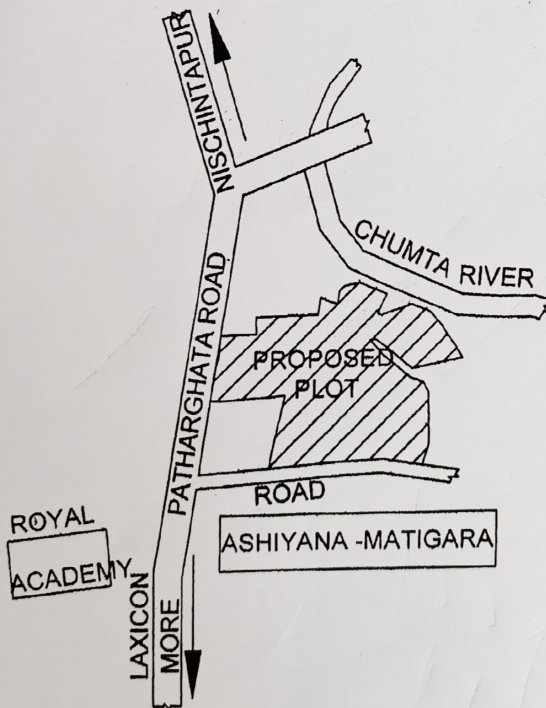 NISCHINTAPUR
CHUMTA RIVER
PATHARGHATA ROAD
PROPOSED
PLOT
ROAD
ROYAL
ACADEMY
ASHIYANA -MATIGARA
LAXICON
MORE